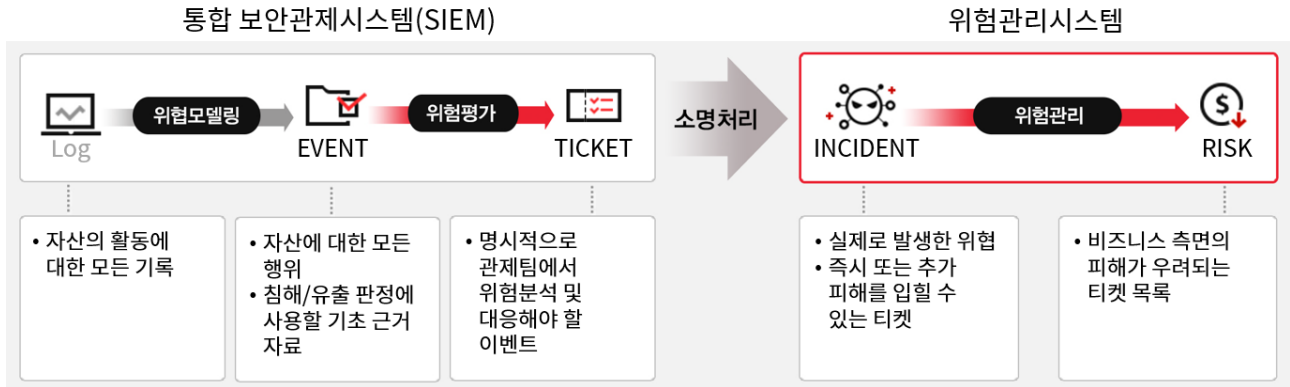 통합 보안관제시스템(SIEM)
위험관리시스템
Log
위협모델링
EVENT
위험평가
TICKET
소명처리
INCIDENT
위험관리
RISK
• 자산의 활동에
대한 모든 기록
• 자산에 대한 모든
행위
• 침해/유출 판정에
사용할 기초 근거
자료
• 명시적으로
관제팀에서
위험분석 및
대응해야 할
이벤트
• 실제로 발생한 위협
• 즉시 또는 추가
피해를 입힐 수
있는 티켓
• 비즈니스 측면의
피해가 우려되는
티켓 목록